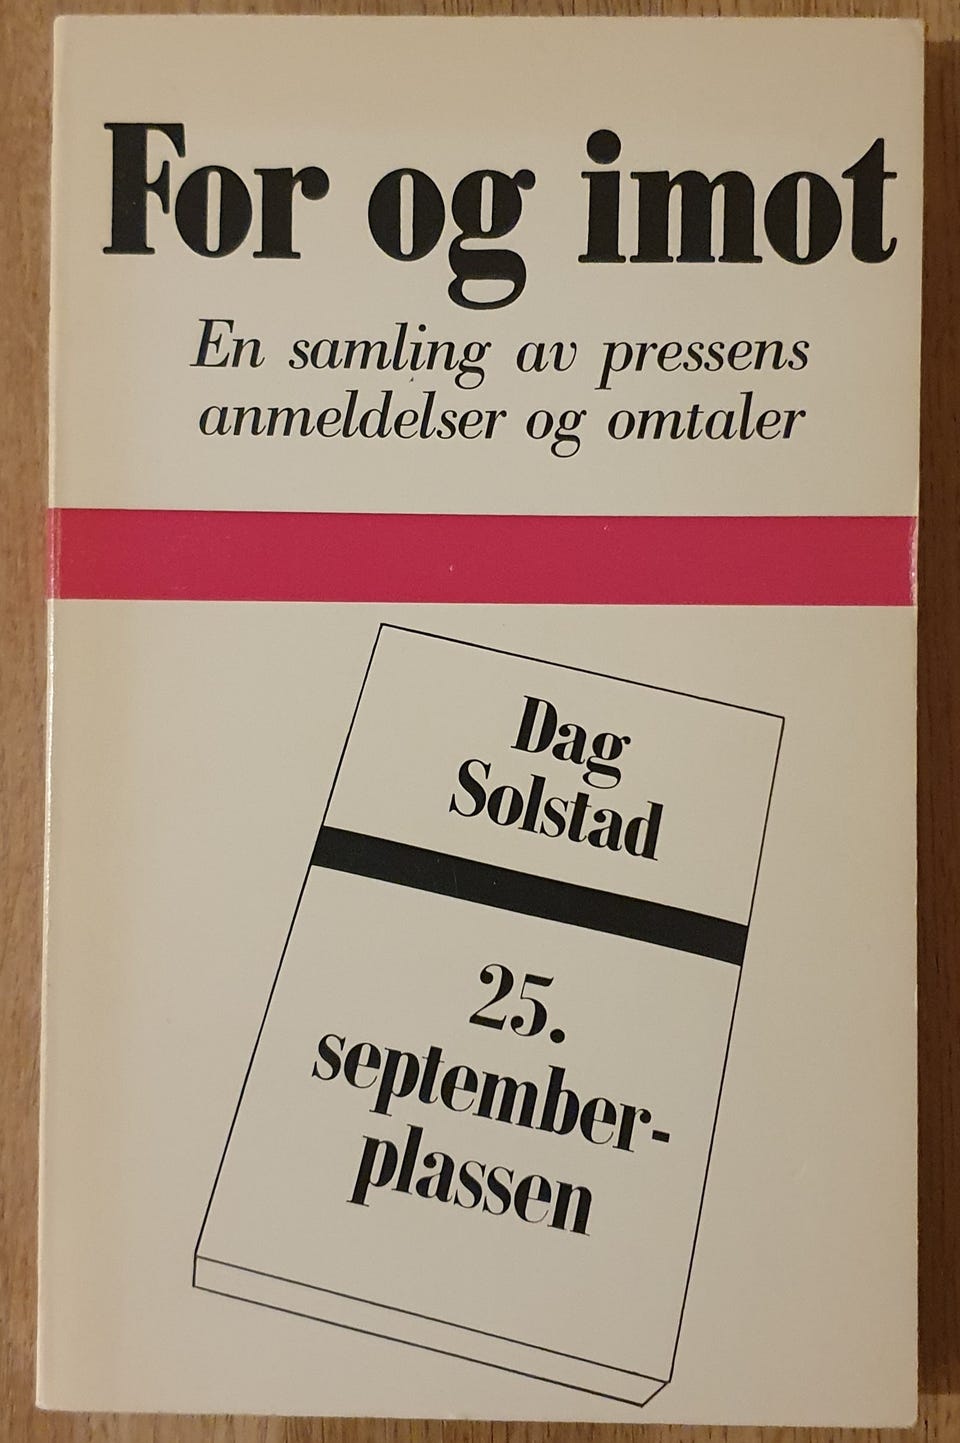 For og imot
En samling av pressens
anmeldelser og omtaler
Dag
Solstad
25.
september-
plassen